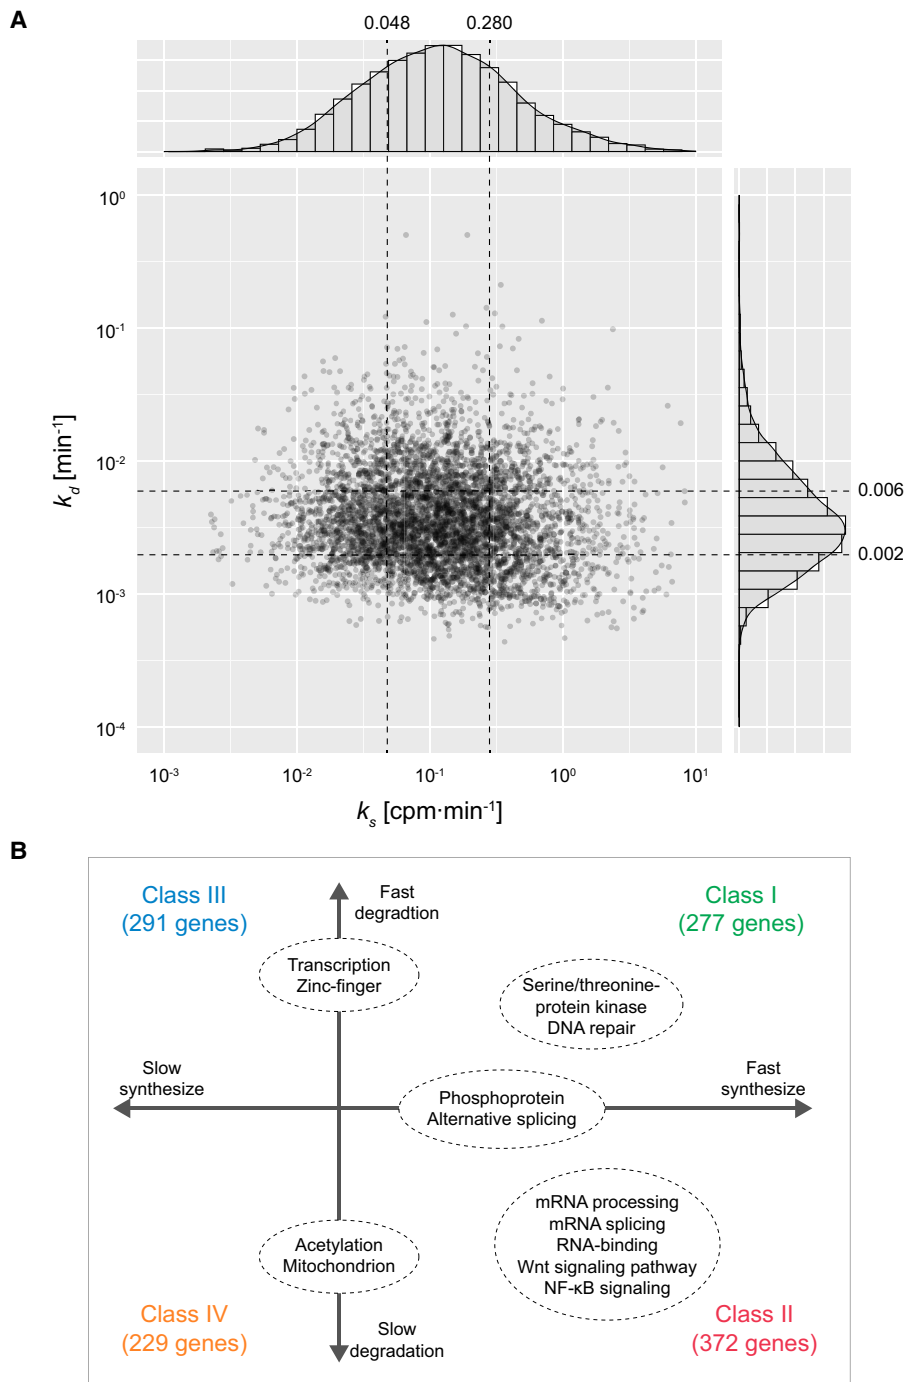 A
0.048 0.280
10⁰
10⁻¹
10⁻²
10⁻³
10⁻⁴
k_d [min⁻¹]
0.006
0.002
10⁻³ 10⁻² 10⁻¹ 10⁰ 10¹
k_s [cpm·min⁻¹]
B
Class III
(291 genes)
Fast
degradtion
Class I
(277 genes)
Transcription
Zinc-finger
Serine/threonine-
protein kinase
DNA repair
Slow
synthesize
Phosphoprotein
Alternative splicing
Fast
synthesize
mRNA processing
mRNA splicing
RNA-binding
Wnt signaling pathway
NF-κB signaling
Acetylation
Mitochondrion
Class IV
(229 genes)
Slow
degradation
Class II
(372 genes)